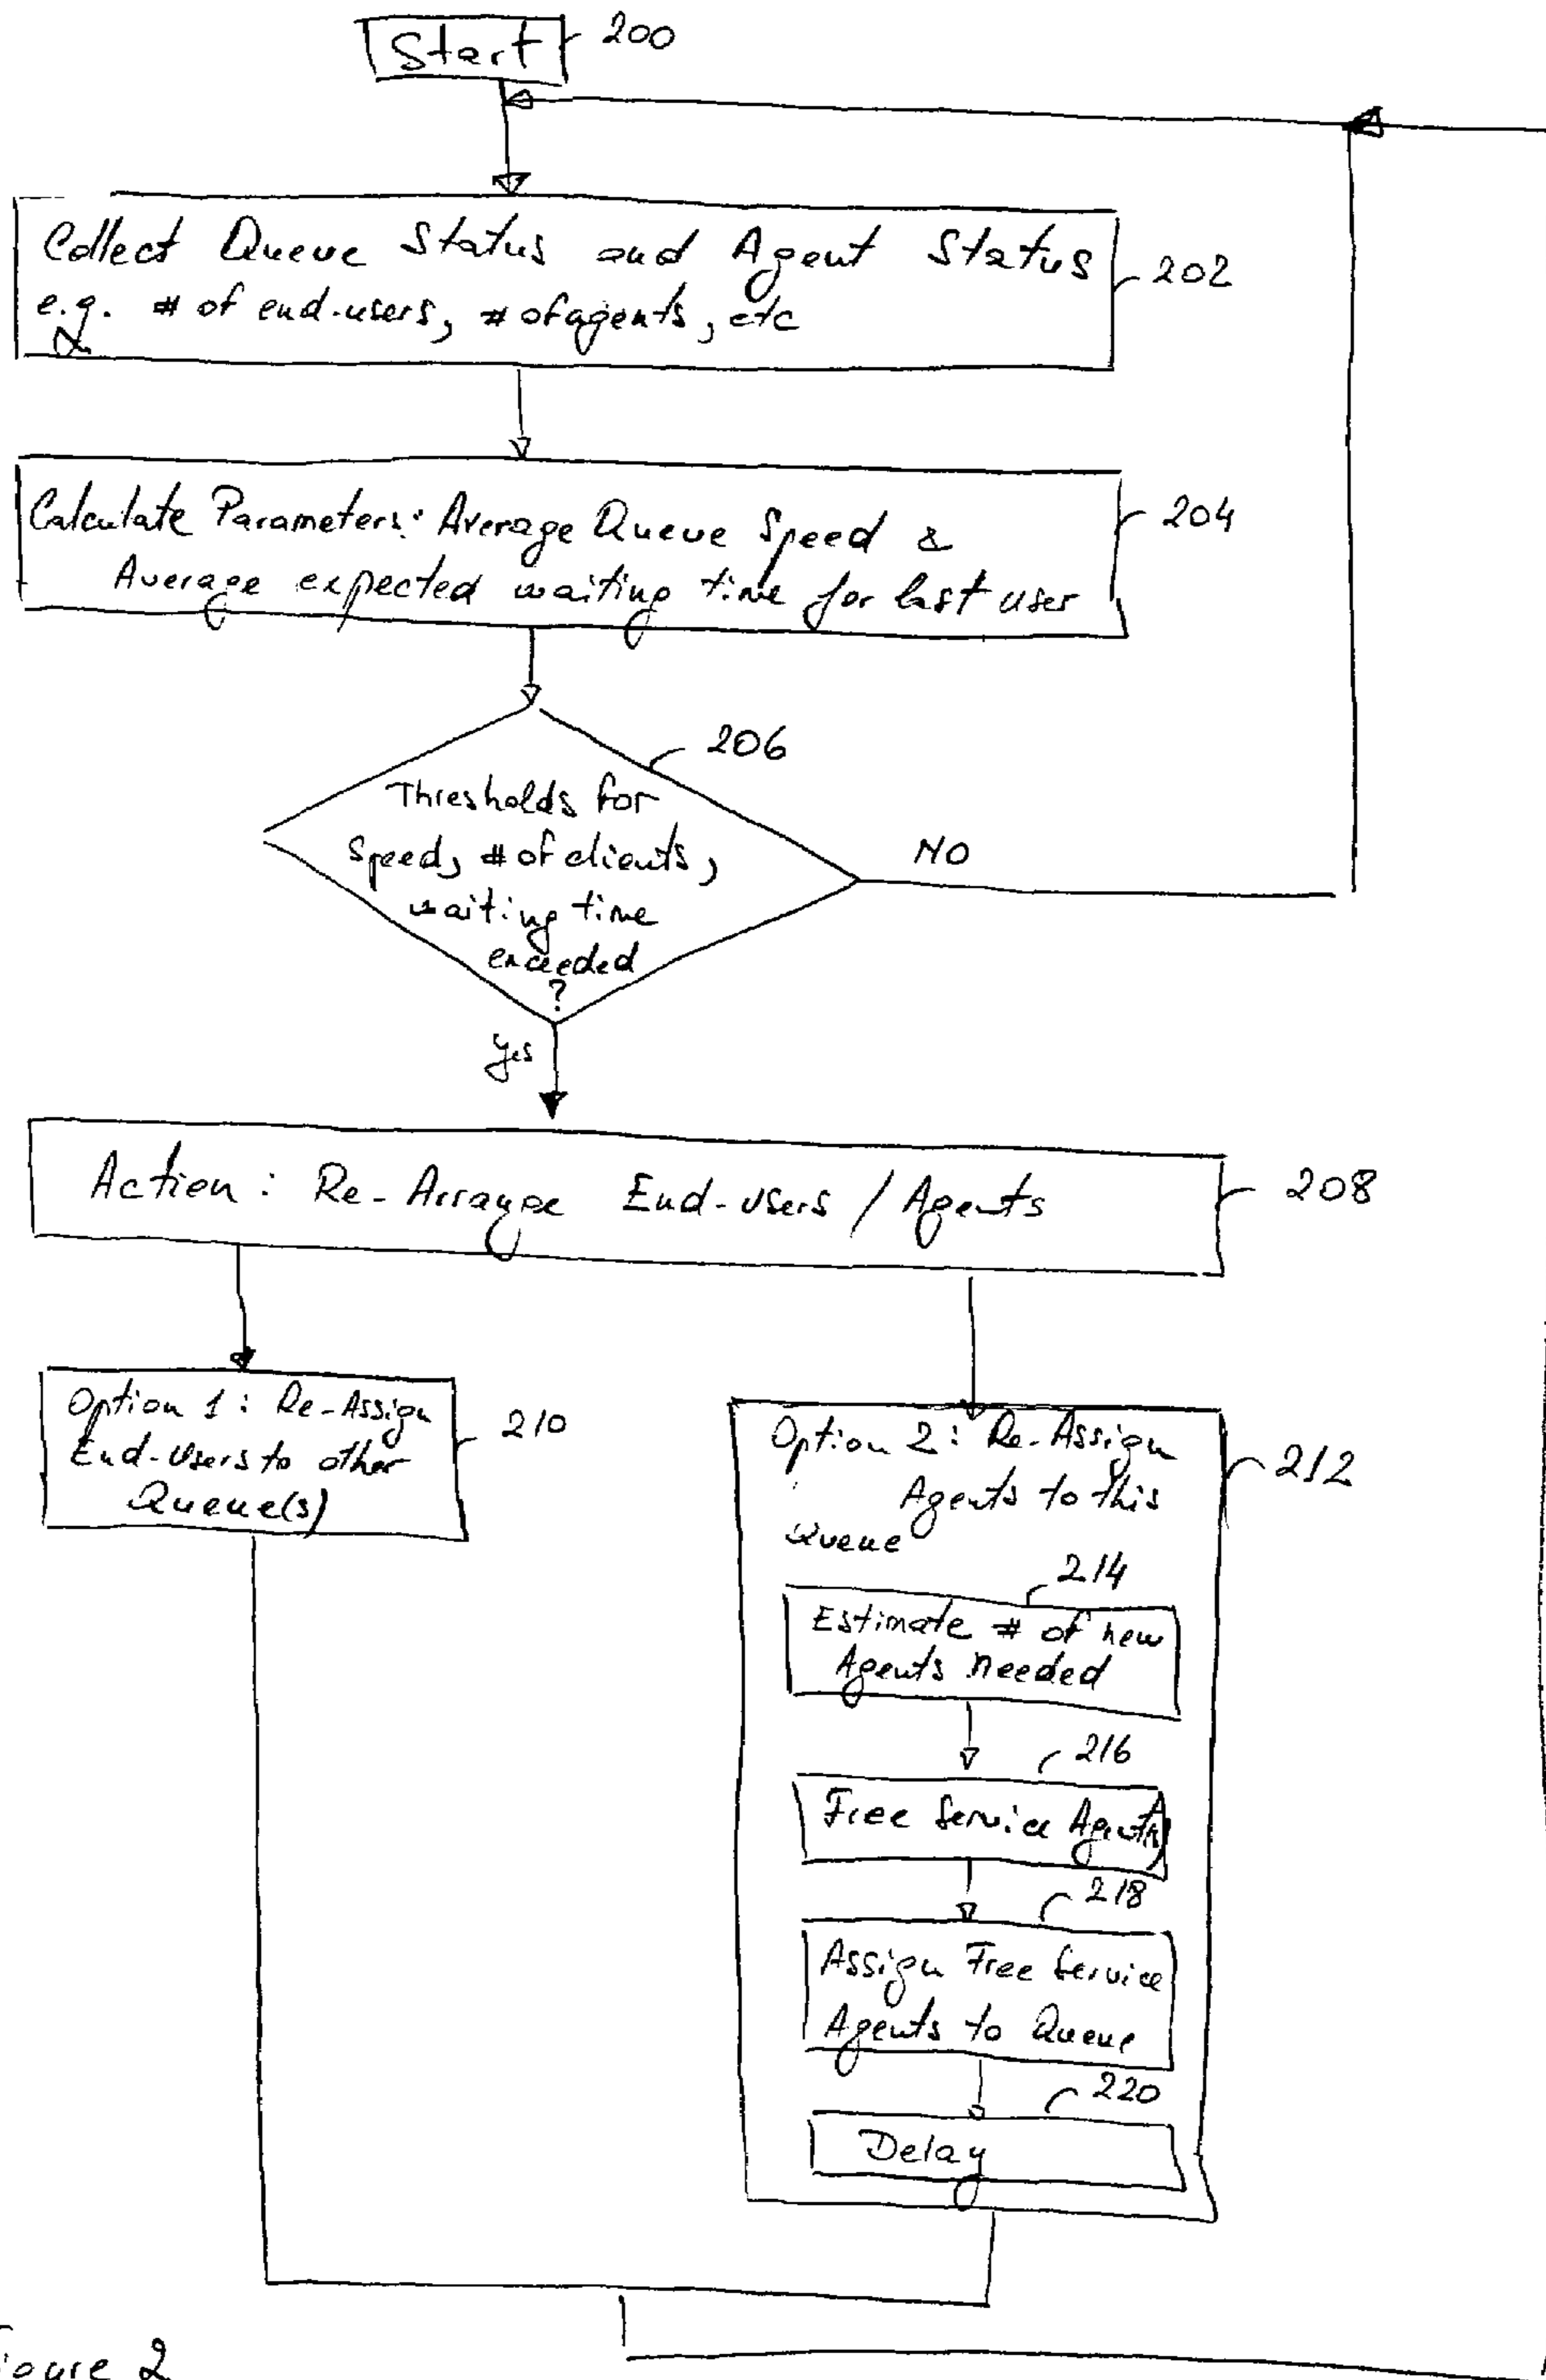 Start
200
Collect Queue Status and Agent Status
e.g. # of end-users, # of agents, etc
202
Calculate Parameters: Average Queue Speed &
Average expected waiting time for last user
204
206
Thresholds for
Speed, # of clients,
waiting time
exceeded
?
NO
Yes
Action: Re-Arrange End-Users / Agents
208
Option 1: Re-Assign
End-Users to other
Queue(s)
210
Option 2: Re-Assign
Agents to this
Queue
212
214
Estimate # of new
Agents needed
216
Free Service Agents
218
Assign Free Service
Agents to Queue
220
Delay
Figure 2